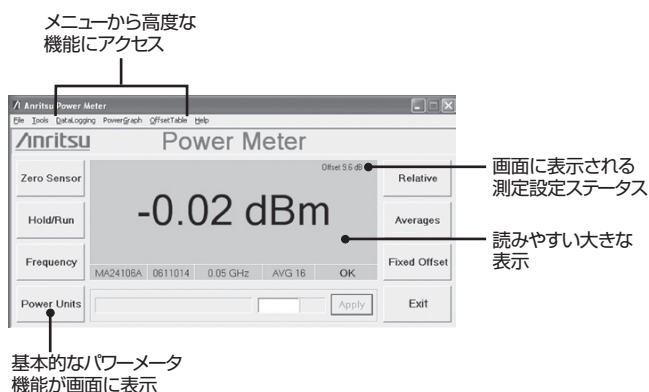 メニューから高度な
機能にアクセス
Anritsu Power Meter
File Tools DataLogging PowerGraph OffsetTable Help
Anritsu Power Meter
Offset 9.6 dB
Zero Sensor
Relative
画面に表示される
測定設定ステータス
-0.02 dBm
Hold/Run
Averages
読みやすい大きな
表示
Frequency
Fixed Offset
MA24106A 0611014 0.05 GHz AVG 16 OK
Power Units
Apply
Exit
基本的なパワーメータ
機能が画面に表示